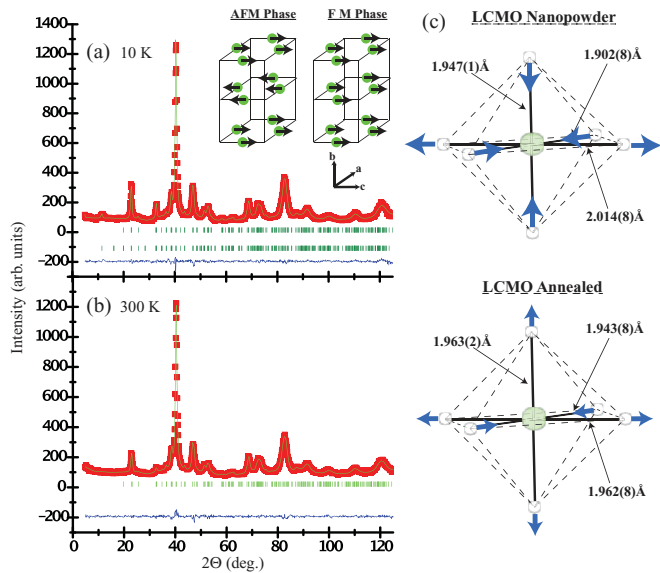 AFM Phase
F M Phase
(a) 10 K
b
a
c
1400
1200
1000
800
600
400
200
0
−200
(b) 300 K
1200
1000
800
600
400
200
0
−200
Intensity (arb. units)
0 20 40 60 80 100 120
2Θ (deg.)
(c)
LCMO Nanopowder
1.947(1)Å
1.902(8)Å
2.014(8)Å
LCMO Annealed
1.963(2)Å
1.943(8)Å
1.962(8)Å